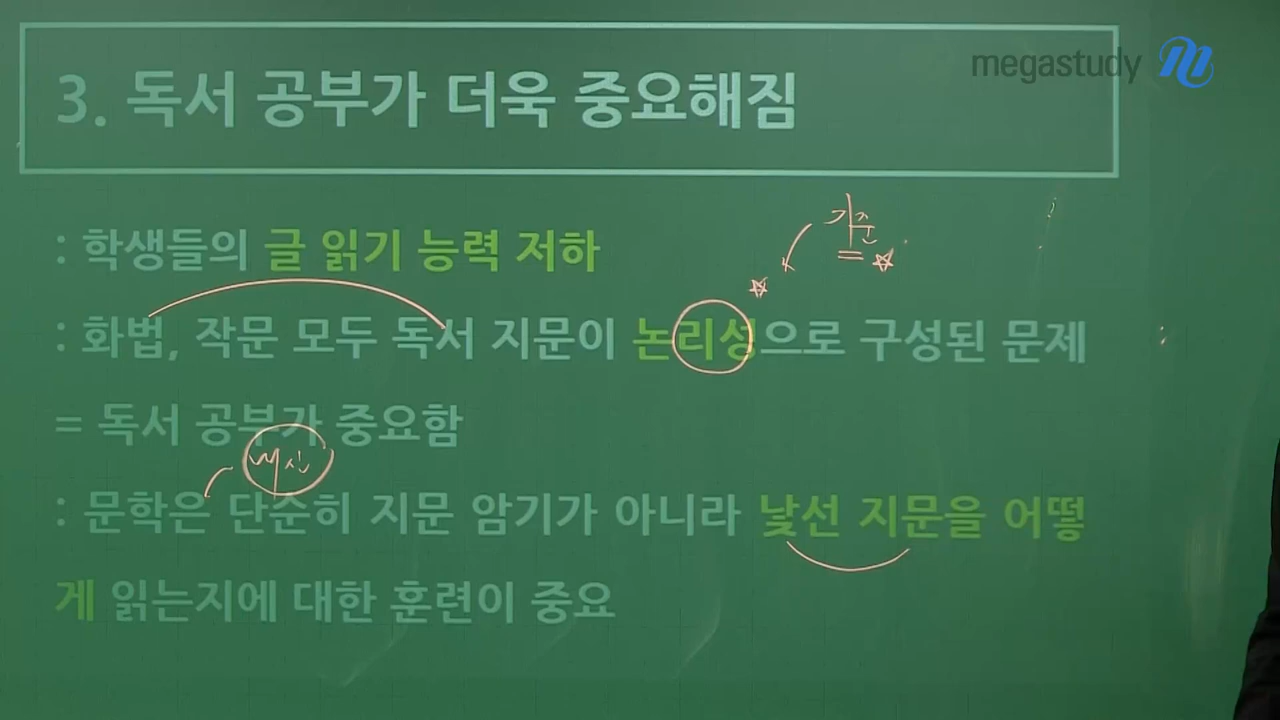 megastudy
3. 독서 공부가 더욱 중요해짐
기준
: 학생들의 글 읽기 능력 저하
: 화법, 작문 모두 독서 지문이 논리성으로 구성된 문제
= 독서 공부가 중요함
내신
: 문학은 단순히 지문 암기가 아니라 낯선 지문을 어떻
게 읽는지에 대한 훈련이 중요